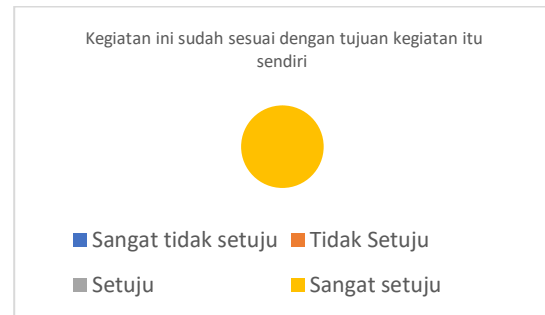 Kegiatan ini sudah sesuai dengan tujuan kegiatan itu
sendiri
Sangat tidak setuju Tidak Setuju
Setuju Sangat setuju